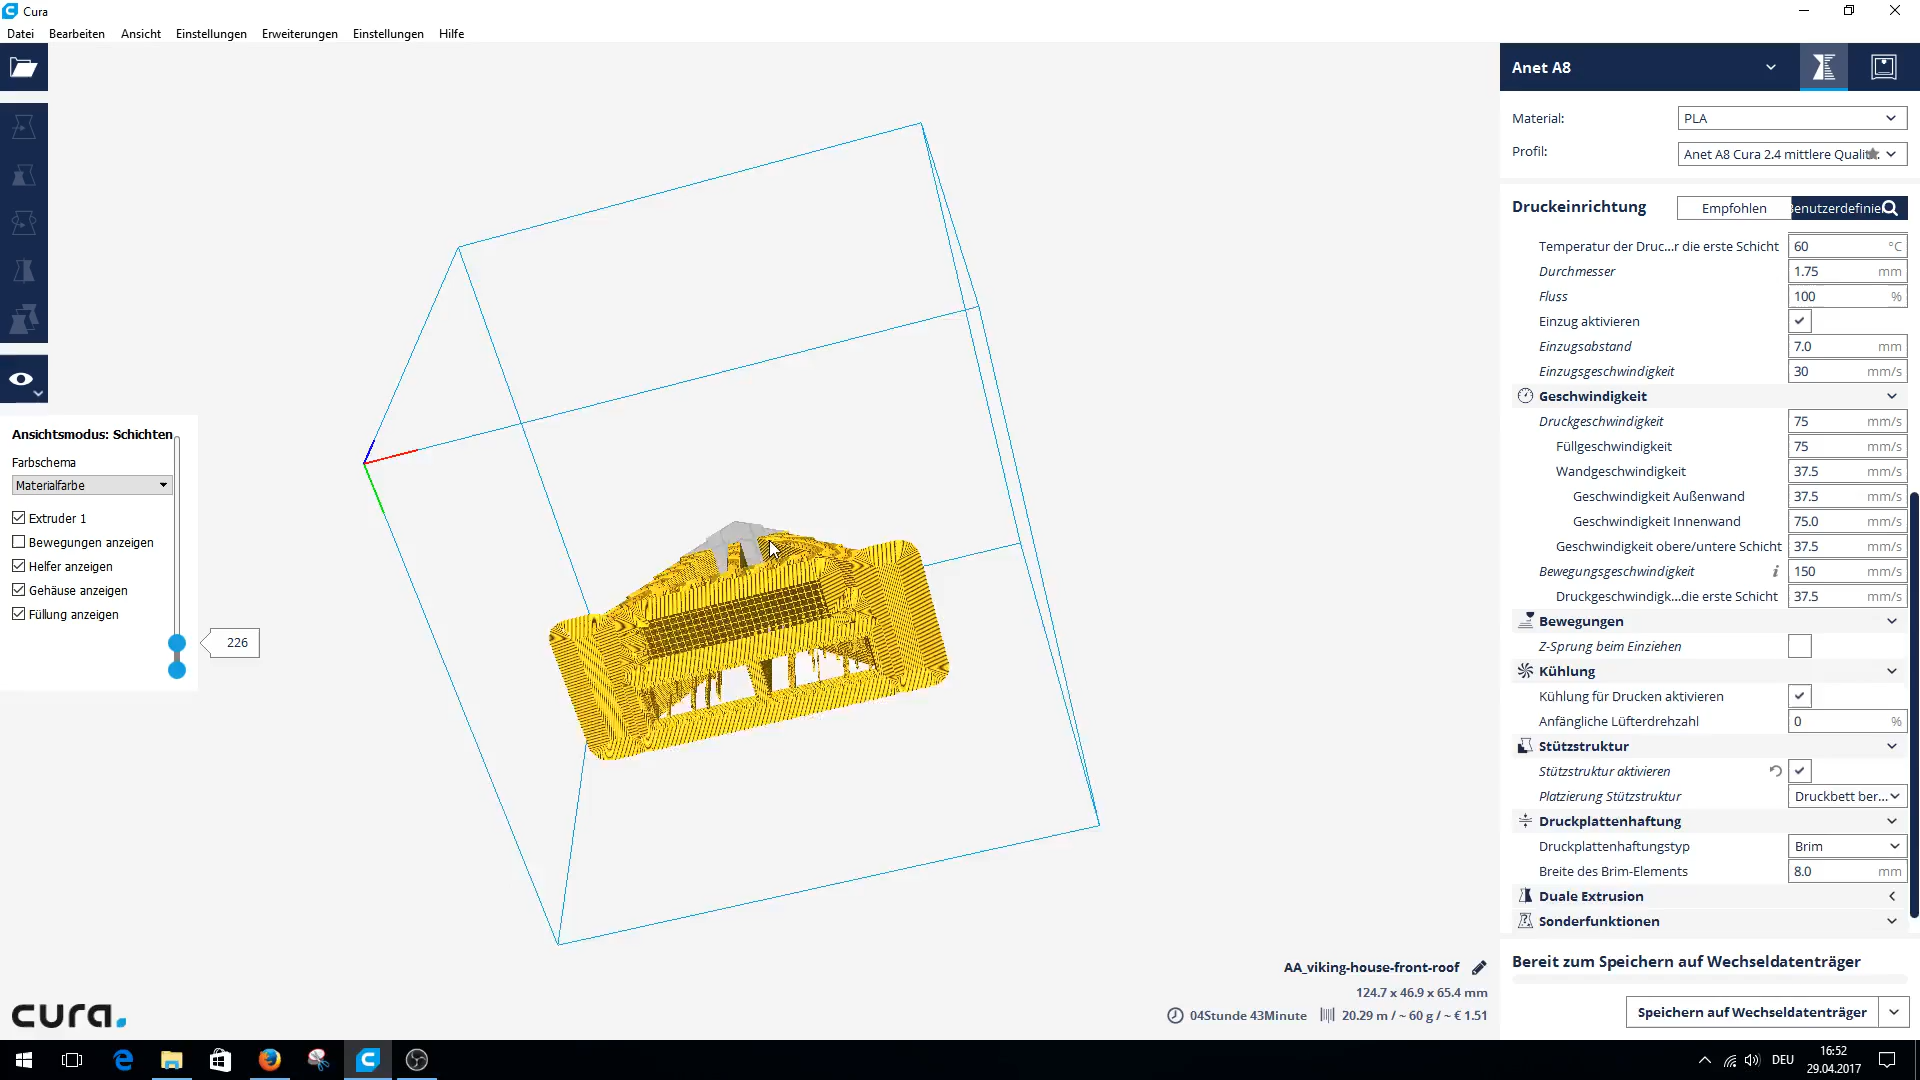 Cura
Datei Bearbeiten Ansicht Einstellungen Erweiterungen Einstellungen Hilfe
Anet A8
Material: PLA
Profil: Anet A8 Cura 2.4 mittlere Qualit
Druckeinrichtung Empfohlen Benutzerdefinie
Temperatur der Druc...r die erste Schicht 60 °C
Durchmesser 1.75 mm
Fluss 100 %
Einzug aktivieren
Einzugsabstand 7.0 mm
Einzugsgeschwindigkeit 30 mm/s
Geschwindigkeit
Druckgeschwindigkeit 75 mm/s
Füllgeschwindigkeit 75 mm/s
Wandgeschwindigkeit 37.5 mm/s
Geschwindigkeit Außenwand 37.5 mm/s
Geschwindigkeit Innenwand 75.0 mm/s
Geschwindigkeit obere/untere Schicht 37.5 mm/s
Bewegungsgeschwindigkeit i 150 mm/s
Druckgeschwindigk...die erste Schicht 37.5 mm/s
Bewegungen
Z-Sprung beim Einziehen
Kühlung
Kühlung für Drucken aktivieren
Anfängliche Lüfterdrehzahl 0 %
Stützstruktur
Stützstruktur aktivieren
Platzierung Stützstruktur Druckbett ber...
Druckplattenhaftung
Druckplattenhaftungstyp Brim
Breite des Brim-Elements 8.0 mm
Duale Extrusion
Sonderfunktionen
Bereit zum Speichern auf Wechseldatenträger
Speichern auf Wechseldatenträger
Ansichtsmodus: Schichten
Farbschema
Materialfarbe
Extruder 1
Bewegungen anzeigen
Helfer anzeigen
Gehäuse anzeigen
Füllung anzeigen
226
AA_viking-house-front-roof
124.7 x 46.9 x 65.4 mm
04Stunde 43Minute 20.29 m / ~ 60 g / ~ € 1.51
cura.
DEU 16:52
29.04.2017